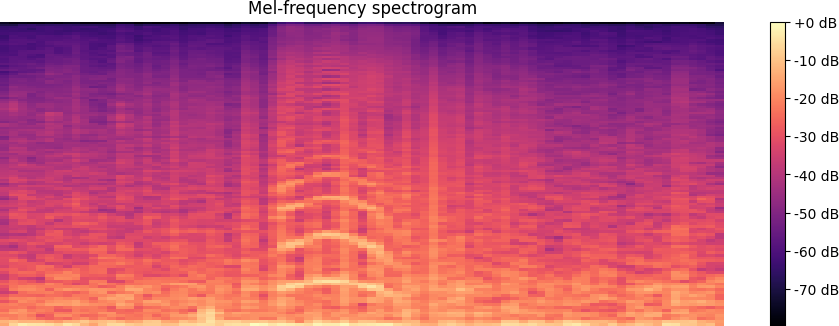 Mel-frequency spectrogram
+0 dB
-10 dB
-20 dB
-30 dB
-40 dB
-50 dB
-60 dB
-70 dB